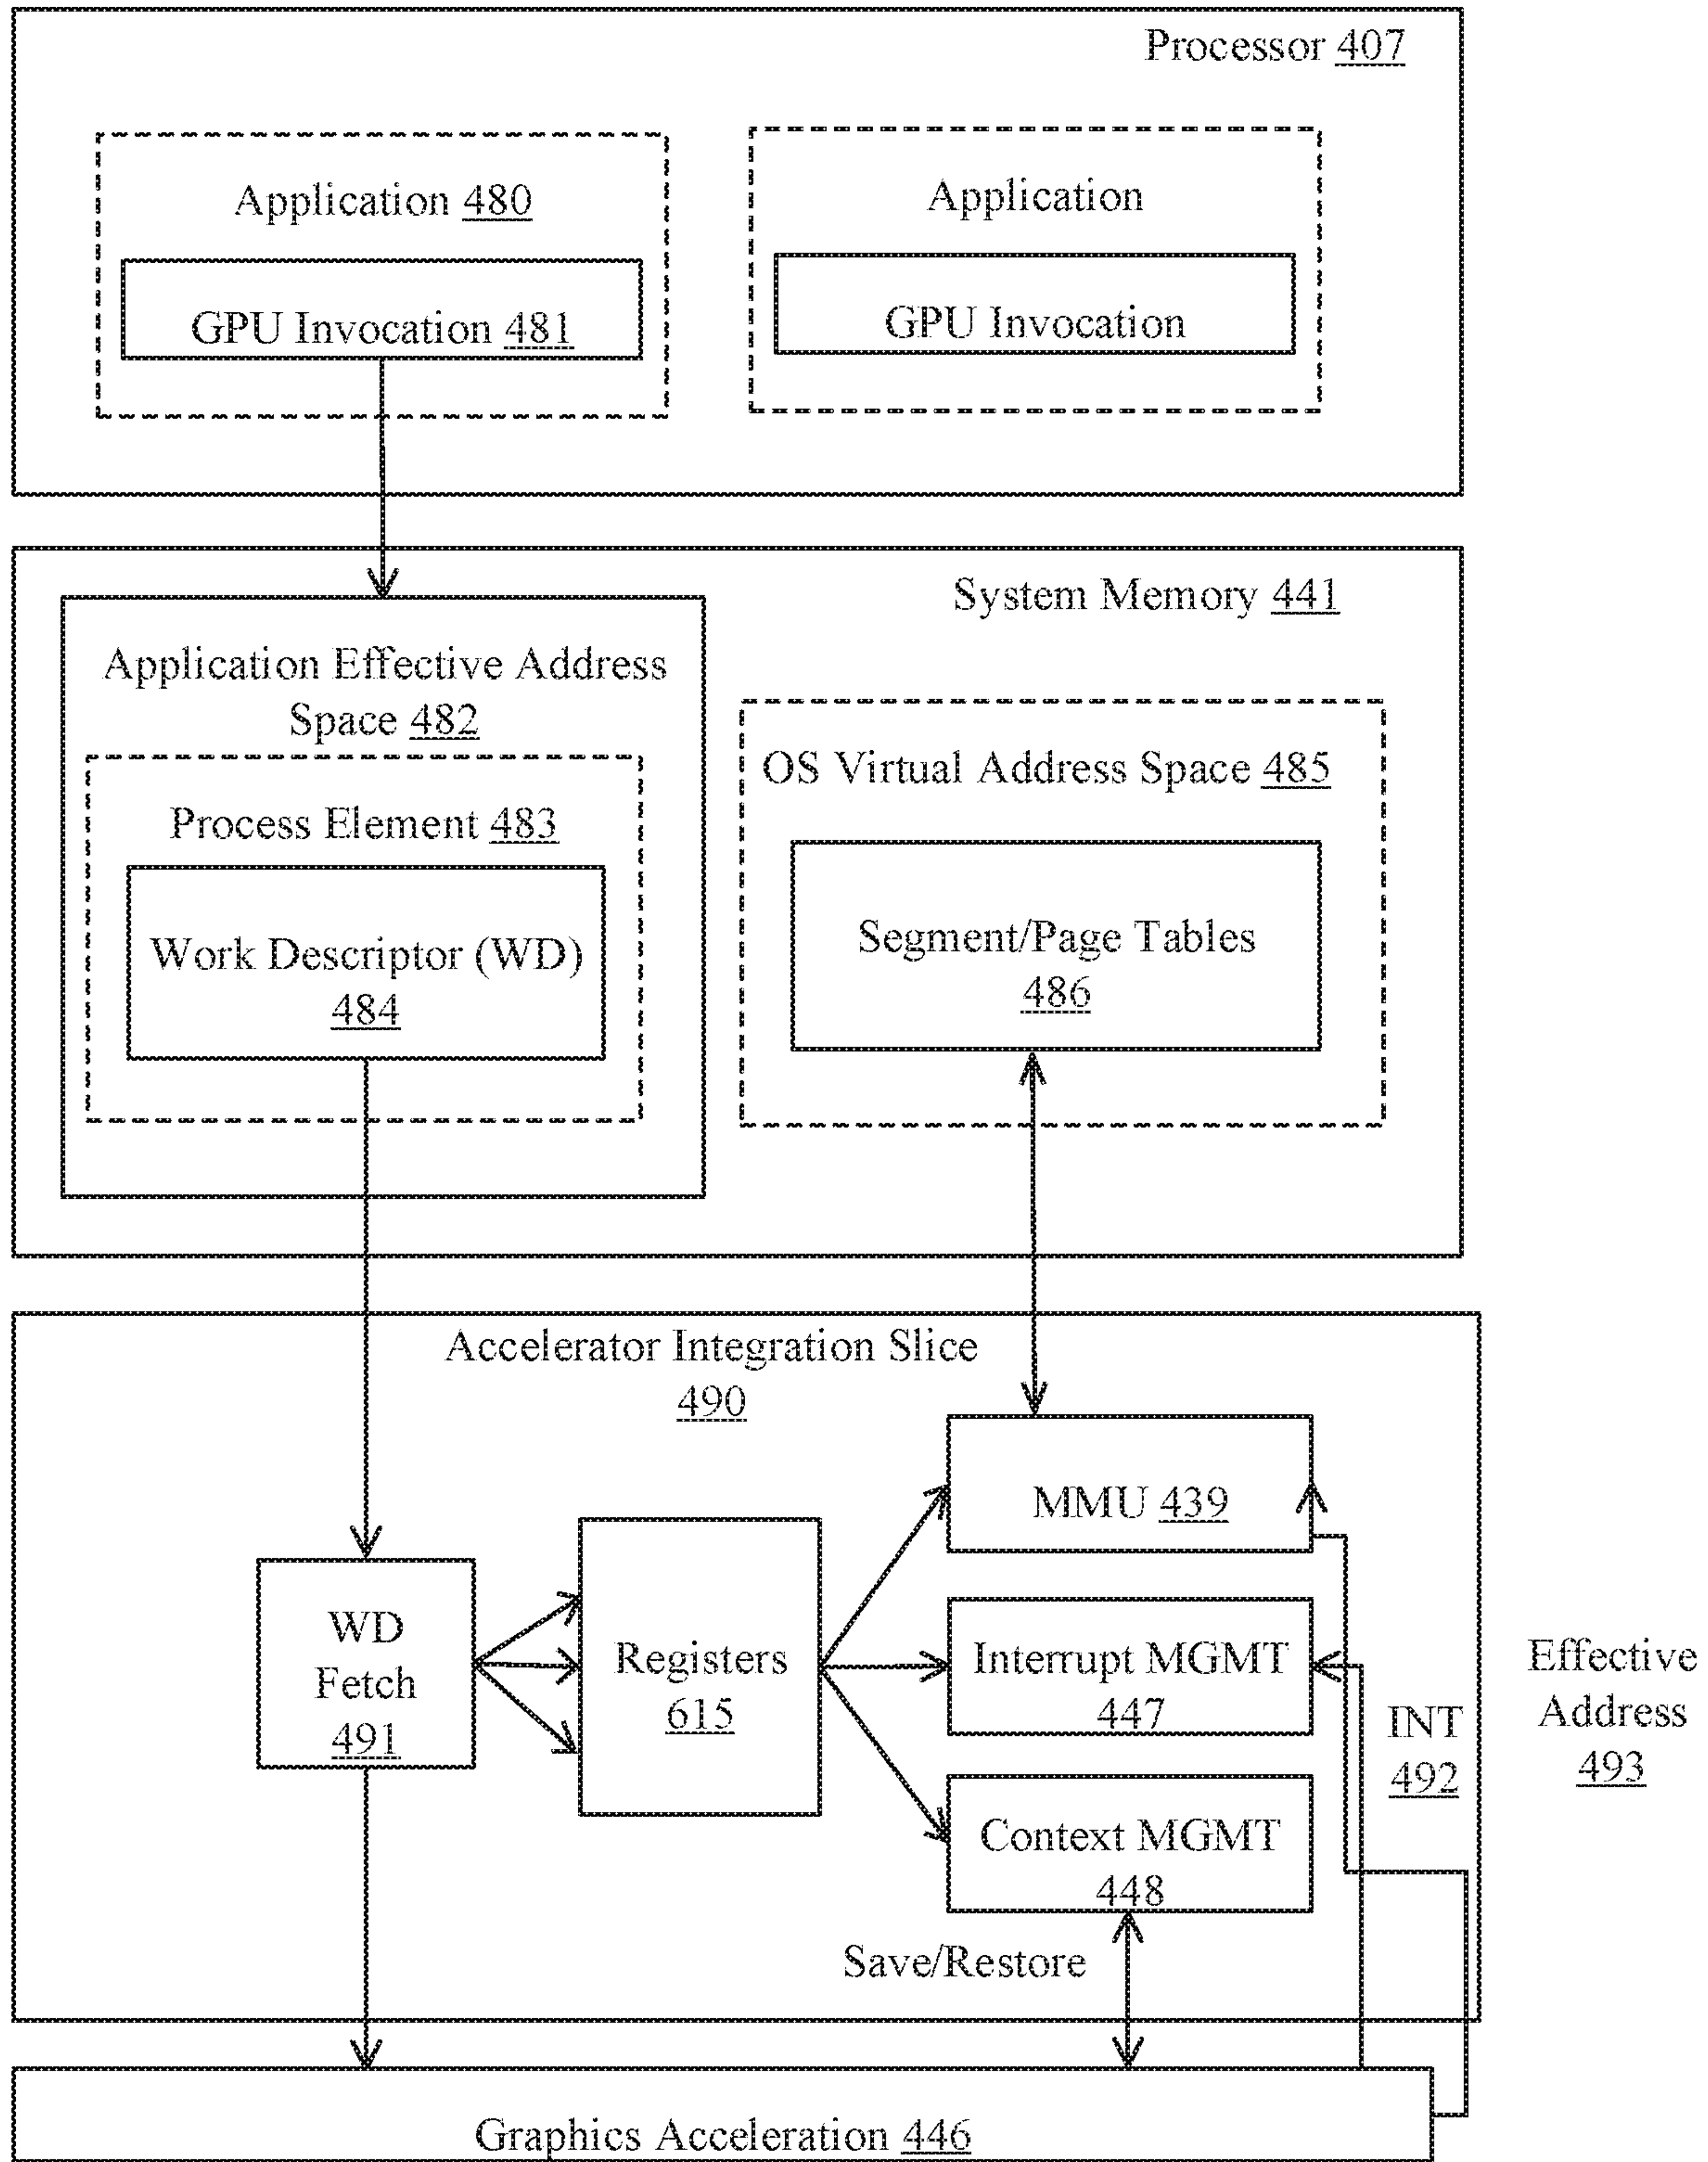 Processor 407
Application 480
GPU Invocation 481
Application
GPU Invocation
System Memory 441
Application Effective Address
Space 482
Process Element 483
Work Descriptor (WD)
484
OS Virtual Address Space 485
Segment/Page Tables
486
Accelerator Integration Slice
490
MMU 439
WD
Fetch
491
Registers
615
Interrupt MGMT
447
Context MGMT
448
INT
492
Effective
Address
493
Save/Restore
Graphics Acceleration 446